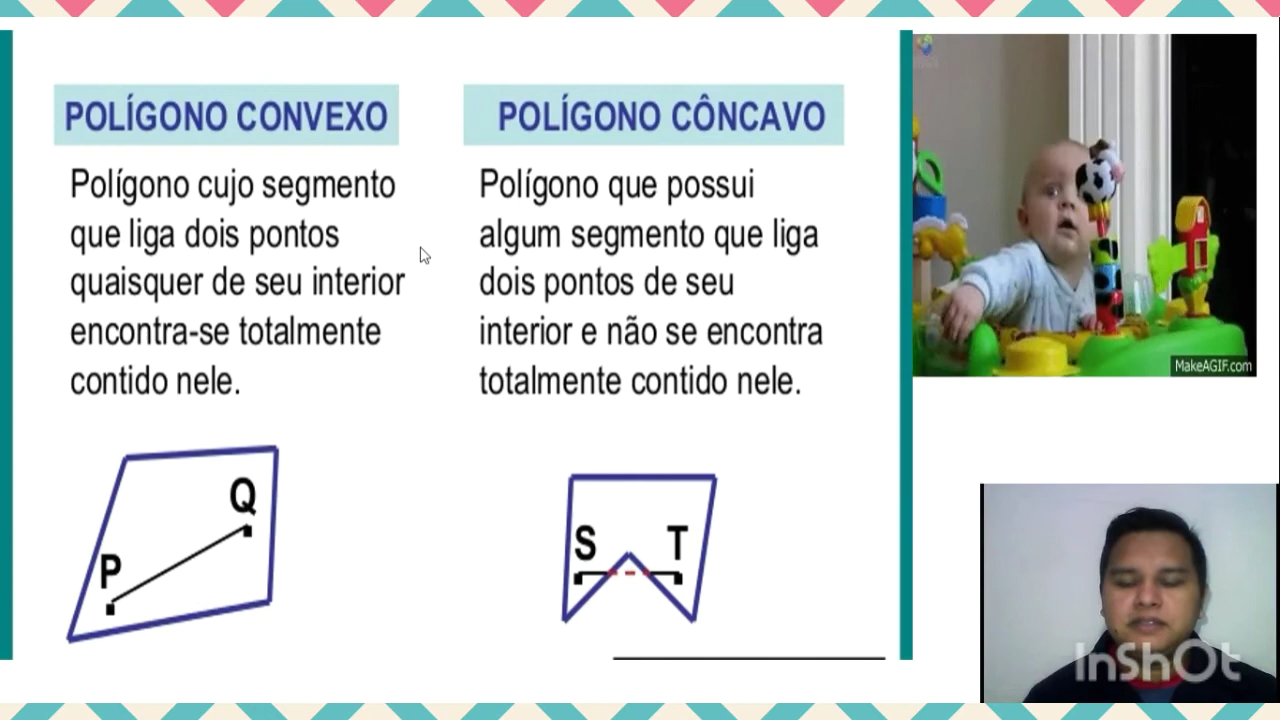 POLÍGONO CONVEXO
Polígono cujo segmento
que liga dois pontos
quaisquer de seu interior
encontra-se totalmente
contido nele.
P
Q
POLÍGONO CÔNCAVO
Polígono que possui
algum segmento que liga
dois pontos de seu
interior e não se encontra
totalmente contido nele.
S T
MakeAGIF.com
InShOt